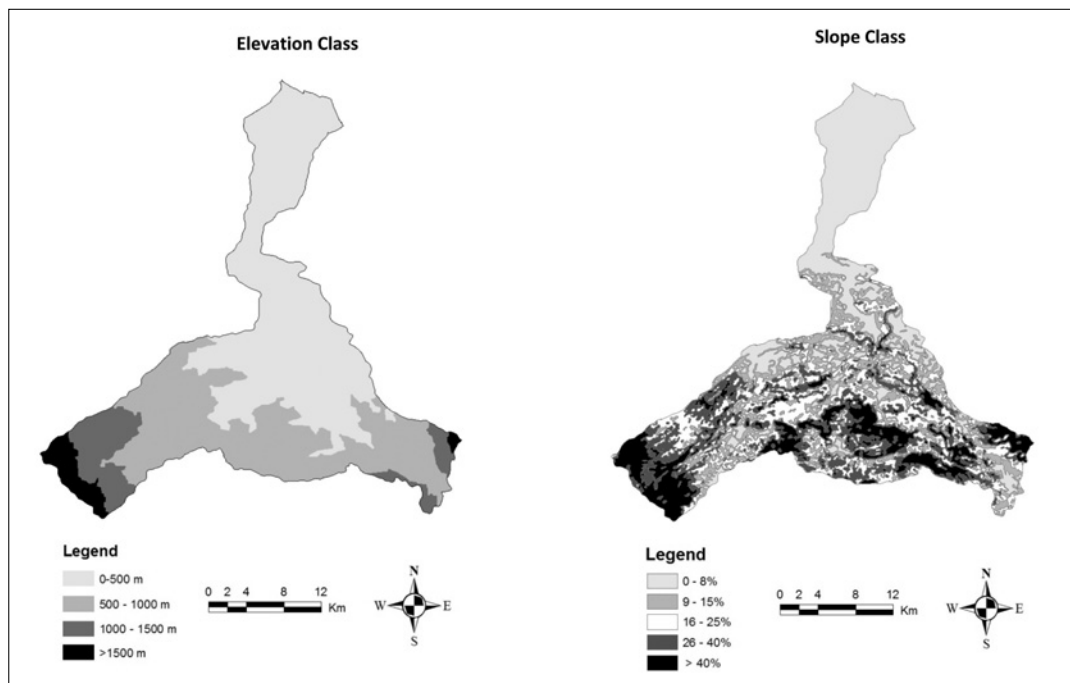 Elevation Class
Legend
0-500 m
500 - 1000 m
1000 - 1500 m
>1500 m
0 2 4 8 12
Km
N
W E
S
Slope Class
Legend
0 - 8%
9 - 15%
16 - 25%
26 - 40%
> 40%
0 2 4 8 12
Km
N
W E
S